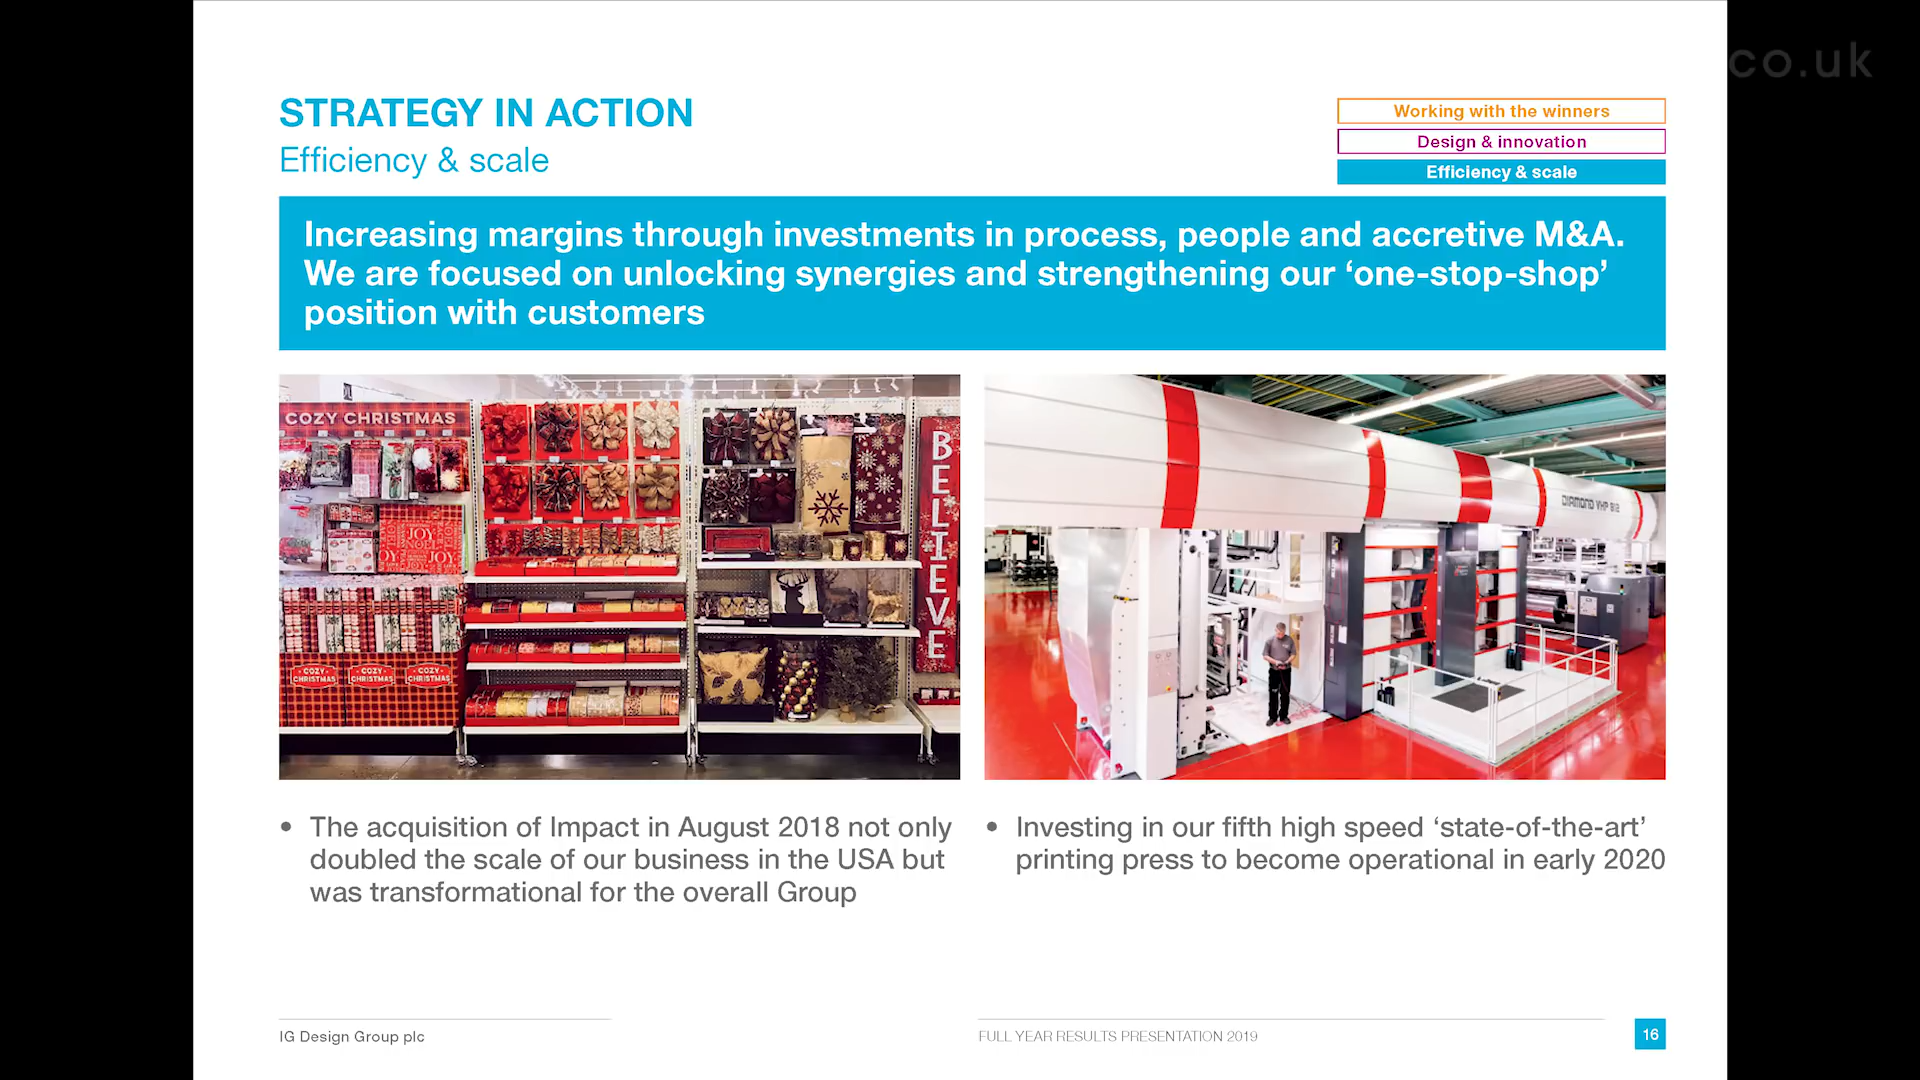 co.uk
STRATEGY IN ACTION
Efficiency & scale
Working with the winners
Design & innovation
Efficiency & scale
Increasing margins through investments in process, people and accretive M&A.
We are focused on unlocking synergies and strengthening our ‘one-stop-shop’
position with customers
COZY CHRISTMAS
BELIEVE
JOY
JOY
COZY
CHRISTMAS
COZY
CHRISTMAS
COZY
CHRISTMAS
DIAMOND VHP 812
• The acquisition of Impact in August 2018 not only
doubled the scale of our business in the USA but
was transformational for the overall Group
• Investing in our fifth high speed ‘state-of-the-art’
printing press to become operational in early 2020
IG Design Group plc
FULL YEAR RESULTS PRESENTATION 2019
16